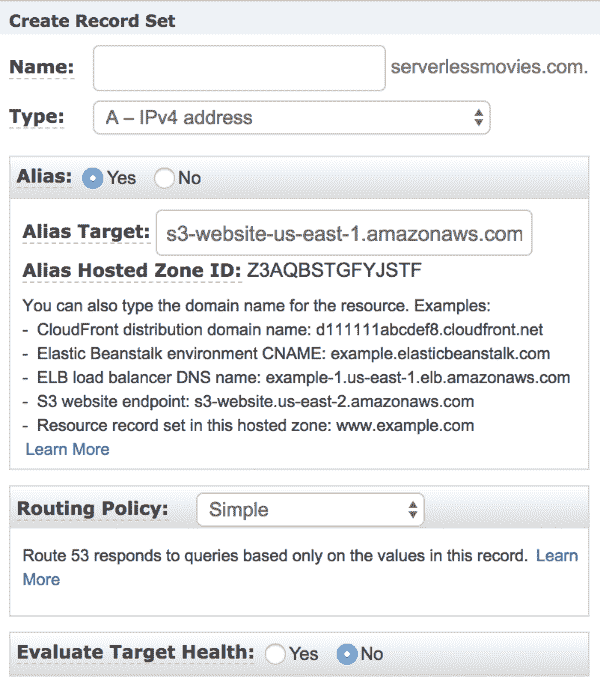 Create Record Set
Name: serverlessmovies.com.
Type: A – IPv4 address
Alias: Yes No
Alias Target: s3-website-us-east-1.amazonaws.com
Alias Hosted Zone ID: Z3AQBSTGFYJSTF
You can also type the domain name for the resource. Examples:
- CloudFront distribution domain name: d111111abcdef8.cloudfront.net
- Elastic Beanstalk environment CNAME: example.elasticbeanstalk.com
- ELB load balancer DNS name: example-1.us-east-1.elb.amazonaws.com
- S3 website endpoint: s3-website.us-east-2.amazonaws.com
- Resource record set in this hosted zone: www.example.com
Learn More
Routing Policy: Simple
Route 53 responds to queries based only on the values in this record. Learn
More
Evaluate Target Health: Yes No